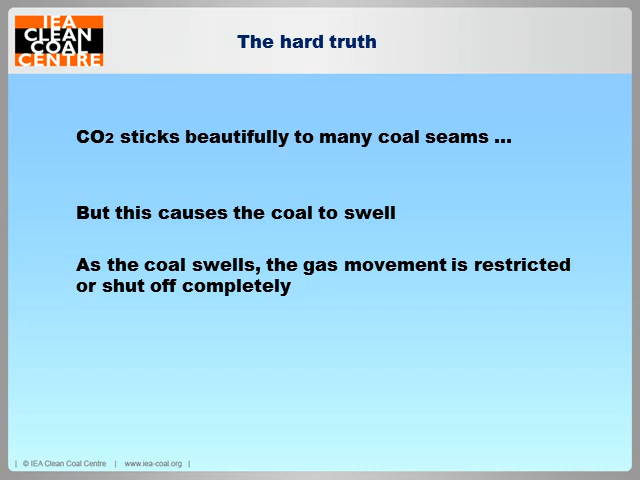 IEA
CLEAN
COAL
CENTRE
The hard truth
CO2 sticks beautifully to many coal seams ...
But this causes the coal to swell
As the coal swells, the gas movement is restricted
or shut off completely
| © IEA Clean Coal Centre | www.iea-coal.org |